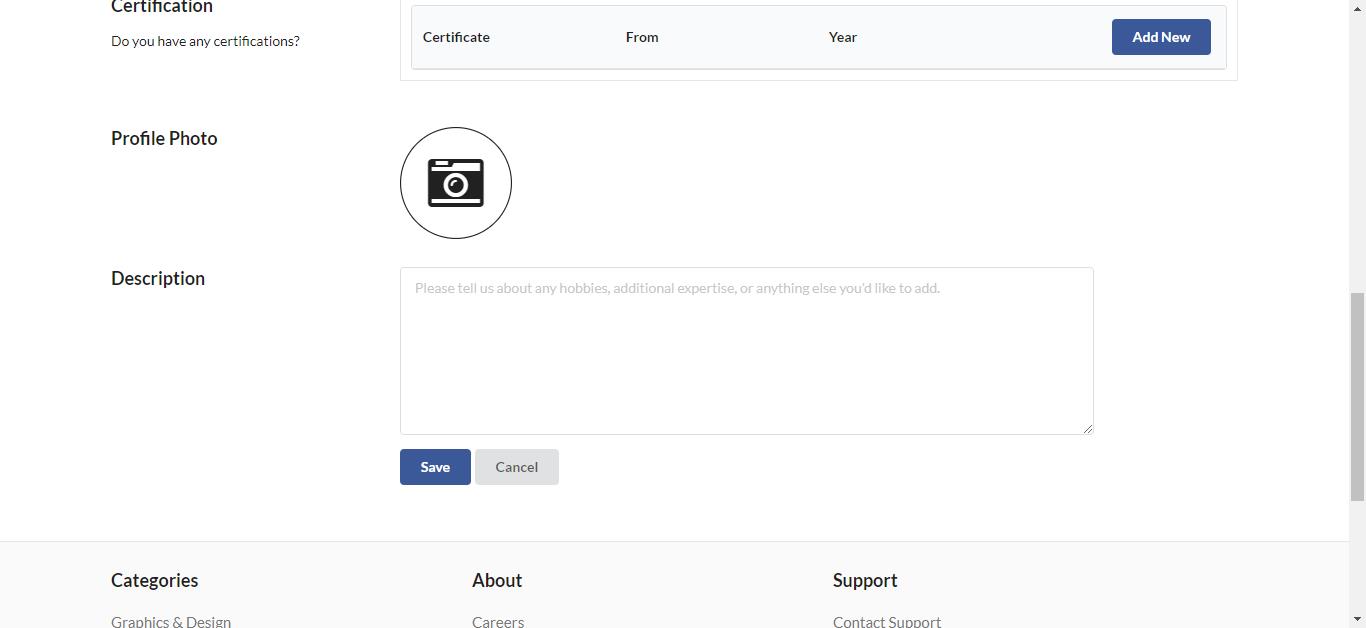 Certification
Do you have any certifications?
Certificate From Year Add New
Profile Photo
Description
Please tell us about any hobbies, additional expertise, or anything else you'd like to add.
Save Cancel
Categories About Support
Graphics & Design Careers Contact Support